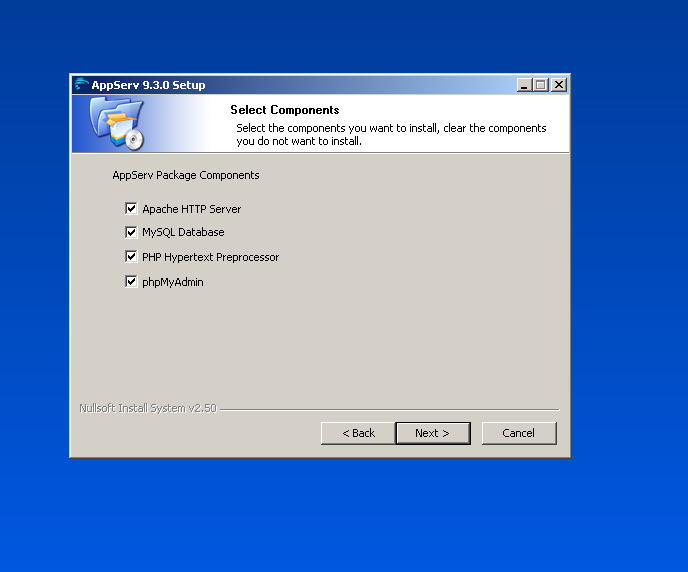 AppServ 9.3.0 Setup
Select Components
Select the components you want to install, clear the components
you do not want to install.
AppServ Package Components
Apache HTTP Server
MySQL Database
PHP Hypertext Preprocessor
phpMyAdmin
Nullsoft Install System v2.50
< Back
Next >
Cancel